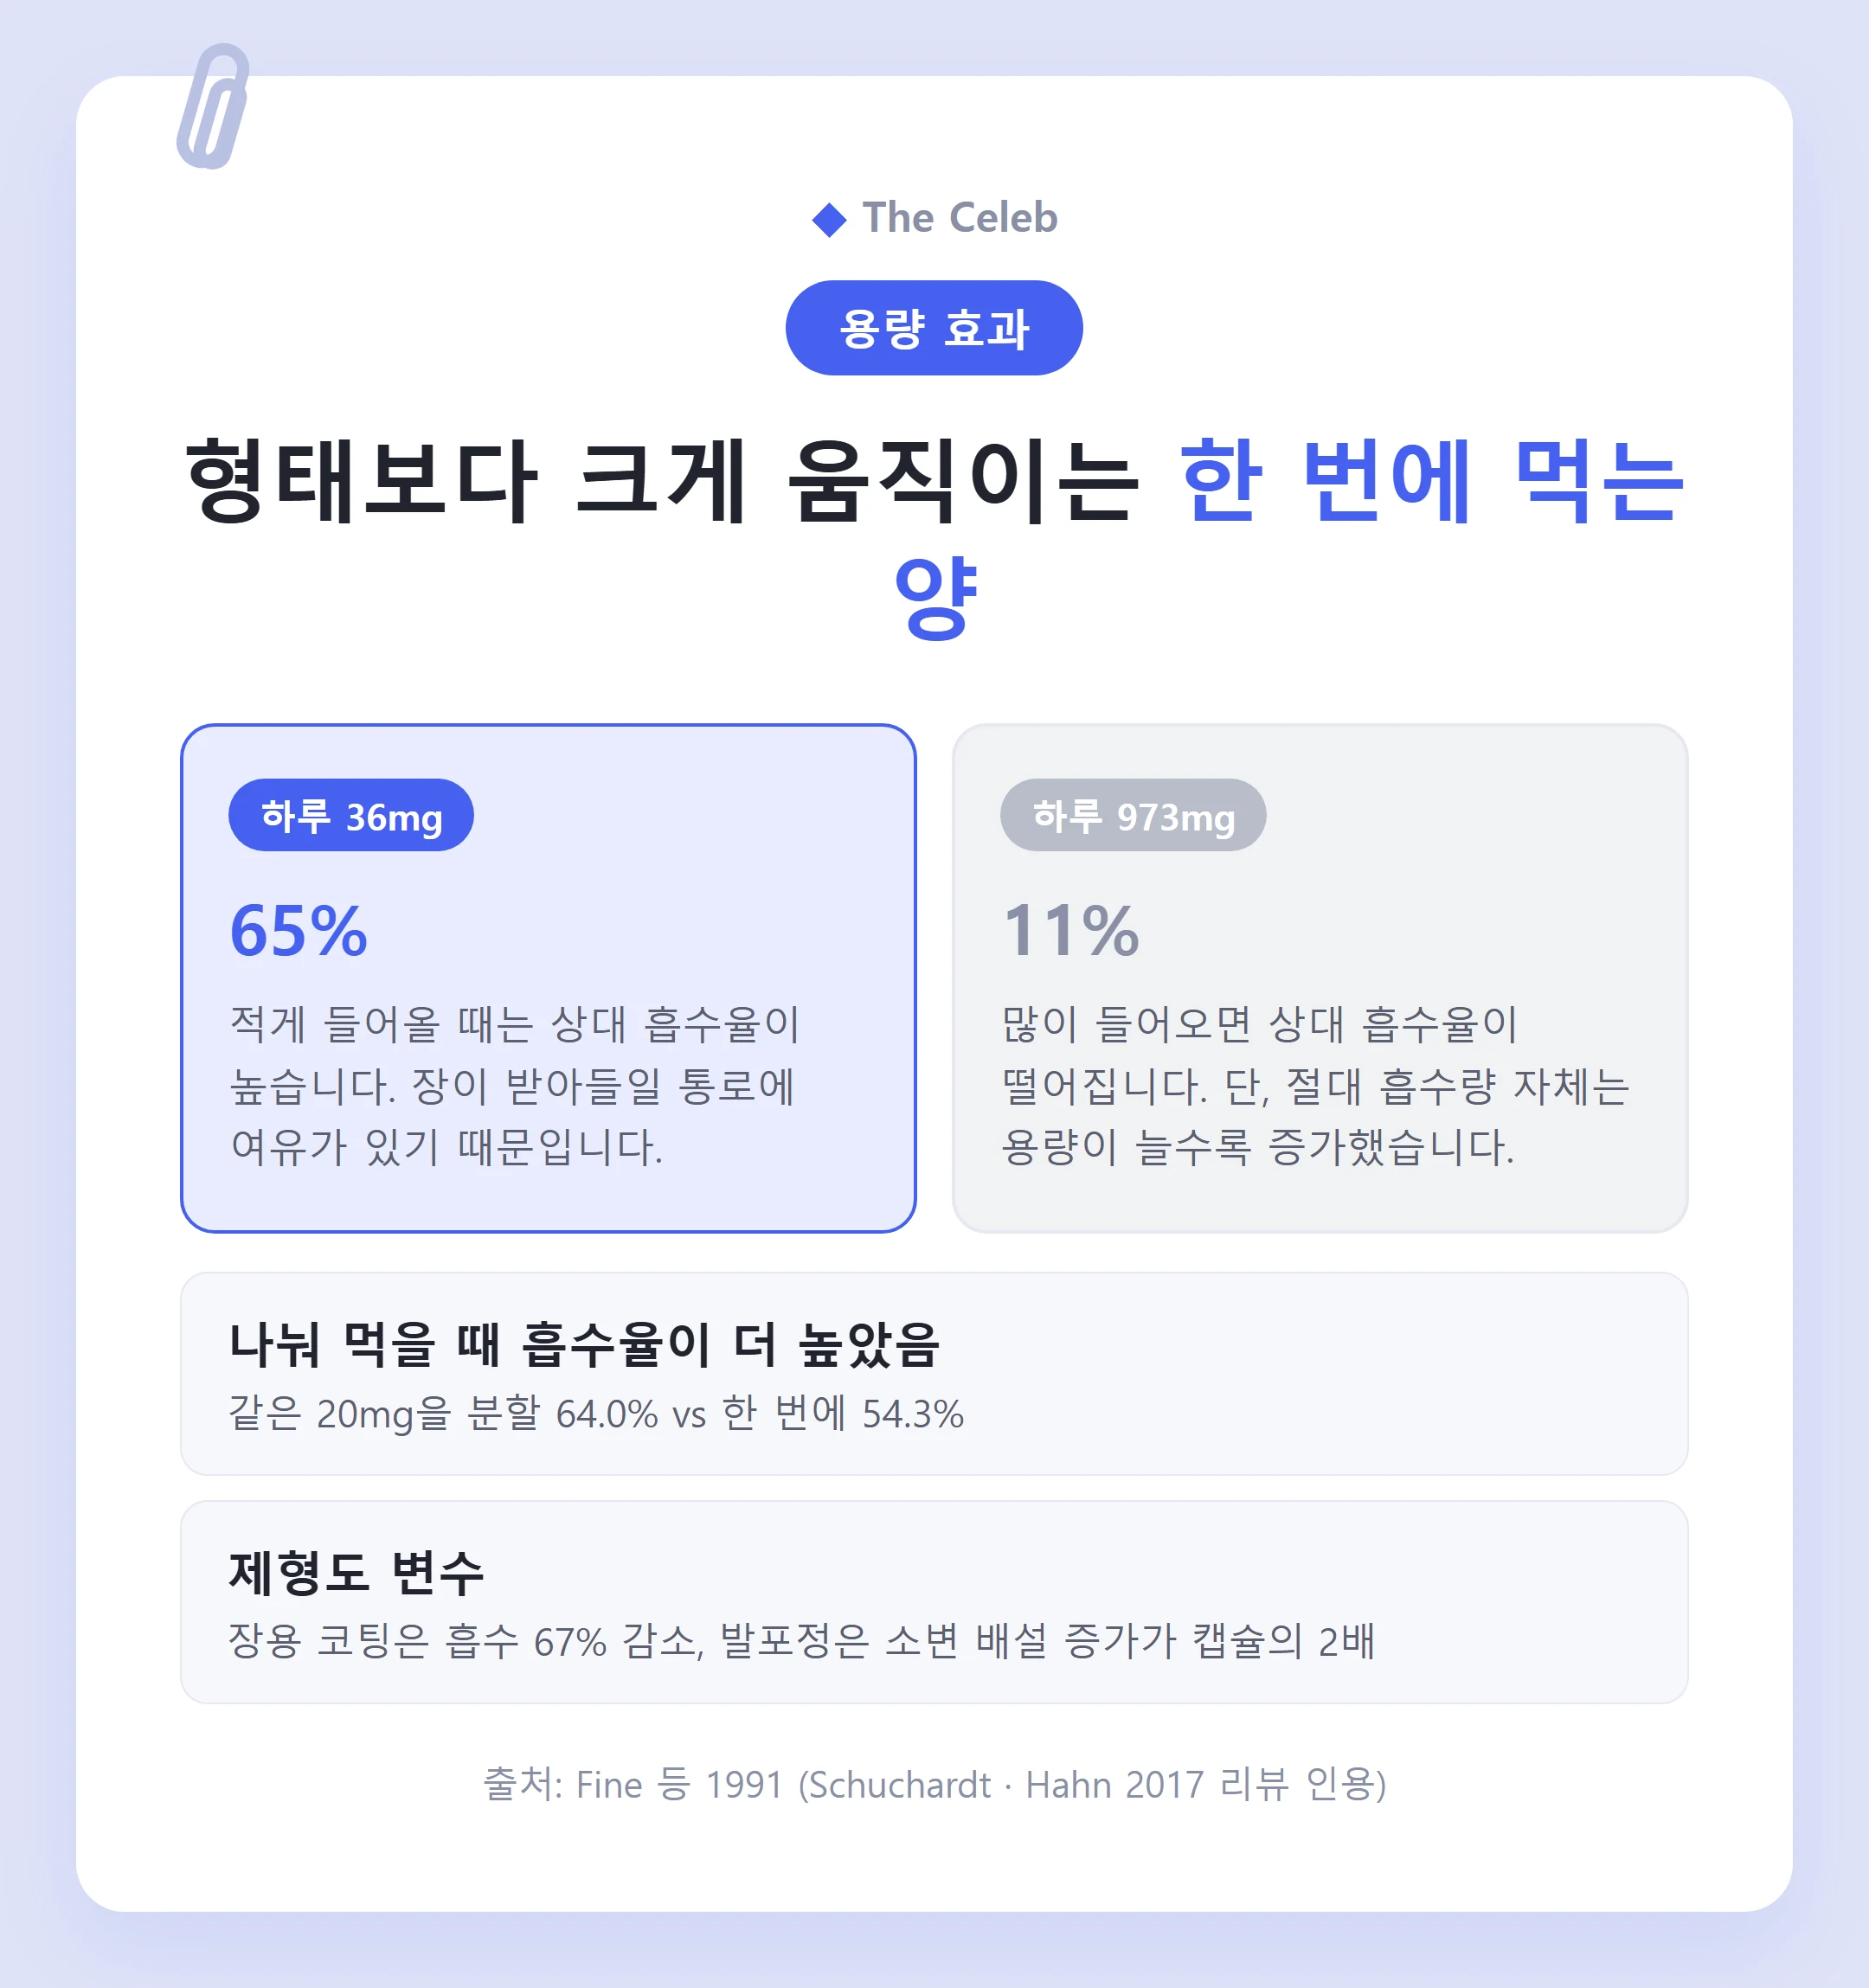 The Celeb
용량 효과
형태보다 크게 움직이는 한 번에 먹는
양
하루 36mg
65%
적게 들어올 때는 상대 흡수율이
높습니다. 장이 받아들일 통로에
여유가 있기 때문입니다.
하루 973mg
11%
많이 들어오면 상대 흡수율이
떨어집니다. 단, 절대 흡수량 자체는
용량이 늘수록 증가했습니다.
나눠 먹을 때 흡수율이 더 높았음
같은 20mg을 분할 64.0% vs 한 번에 54.3%
제형도 변수
장용 코팅은 흡수 67% 감소, 발포정은 소변 배설 증가가 캡슐의 2배
출처: Fine 등 1991 (Schuchardt · Hahn 2017 리뷰 인용)